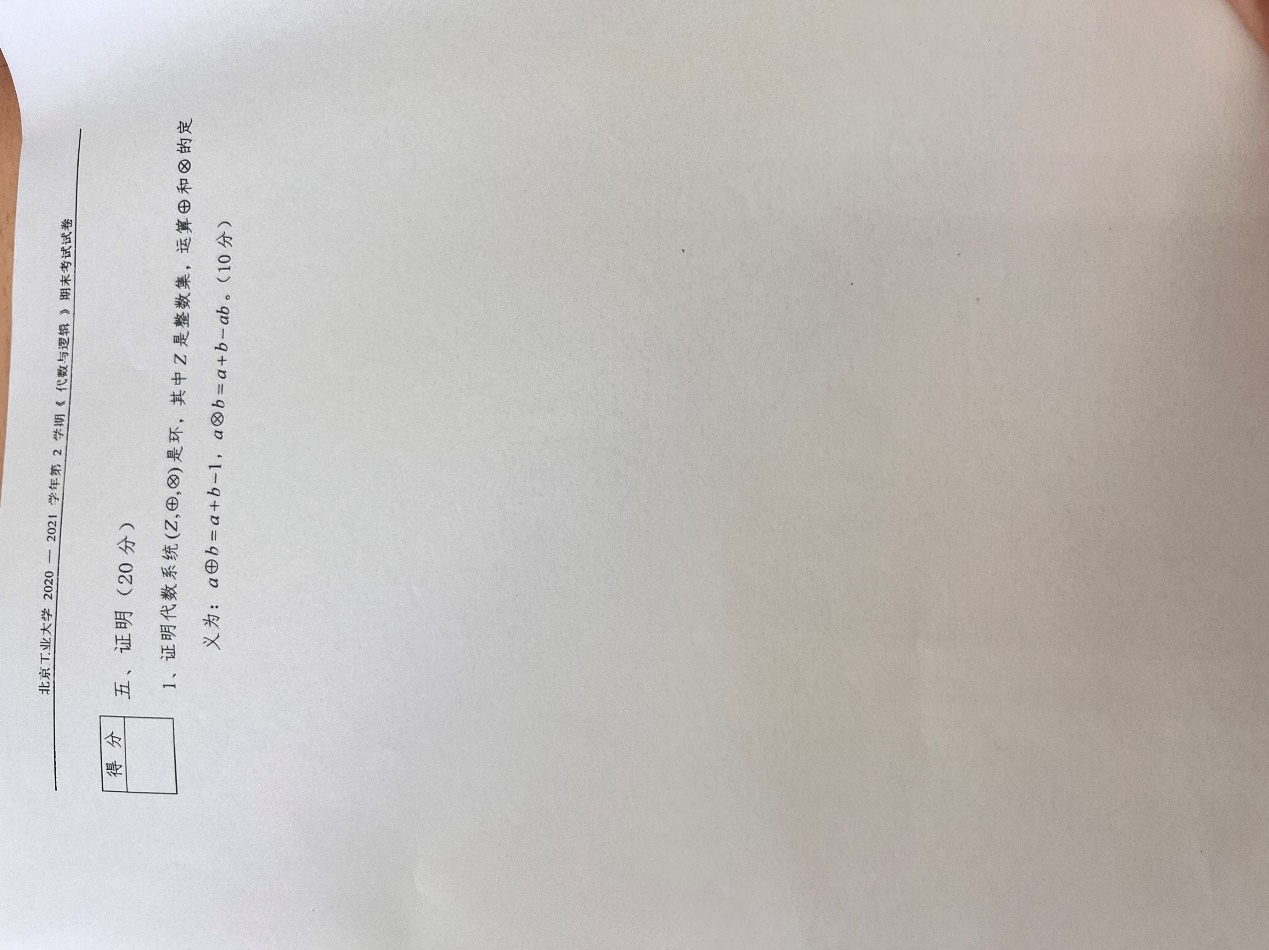 北京工业大学 2020 — 2021 学年第 2 学期《 代数与逻辑 》期末考试试卷
得 分
五、证明（20 分）
1、证明代数系统(Z,⊕,⊗)是环，其中 Z 是整数集，运算⊕和⊗的定
义为：a⊕b=a+b−1，a⊗b=a+b−ab。（10 分）